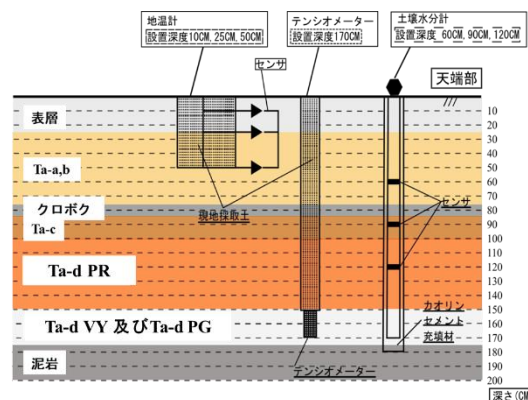 地温計
設置深度10CM,25CM,50CM
テンシオメーター
設置深度170CM
土壌水分計
設置深度 60CM,90CM,120CM
センサ
天端部
表層
Ta-a,b
クロボク
Ta-c
Ta-d PR
Ta-d VY 及びTa-d PG
泥岩
現地採取土
センサ
カオリン
セメント
充填材
テンシオメーター
10
20
30
40
50
60
70
80
90
100
110
120
130
140
150
160
170
180
190
200
深さ(CM